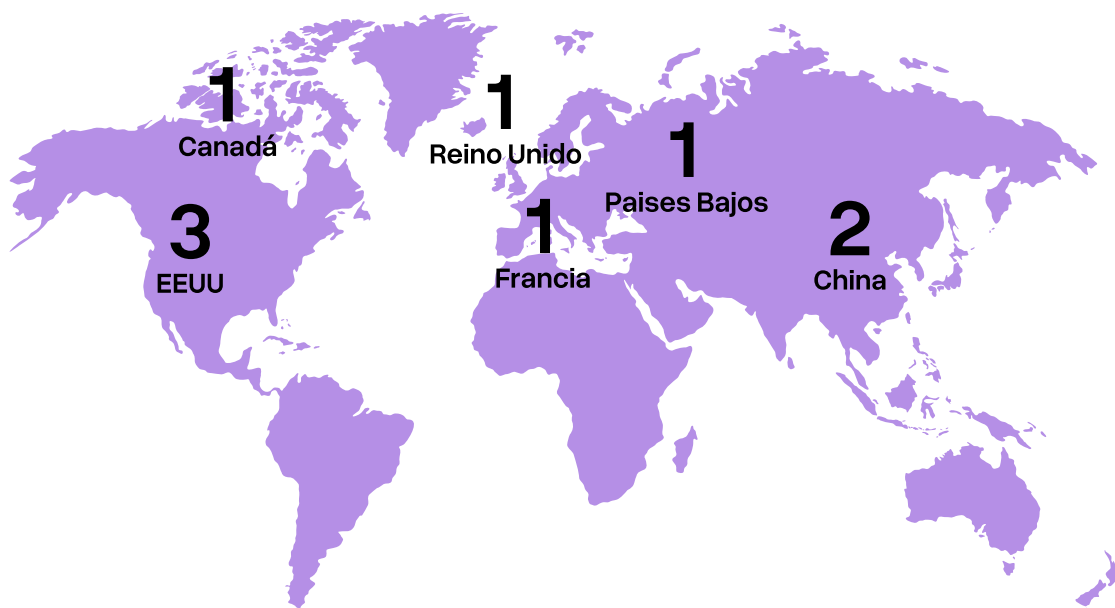 1
Canadá
1
Reino Unido
1
Paises Bajos
3
EEUU
1
Francia
2
China